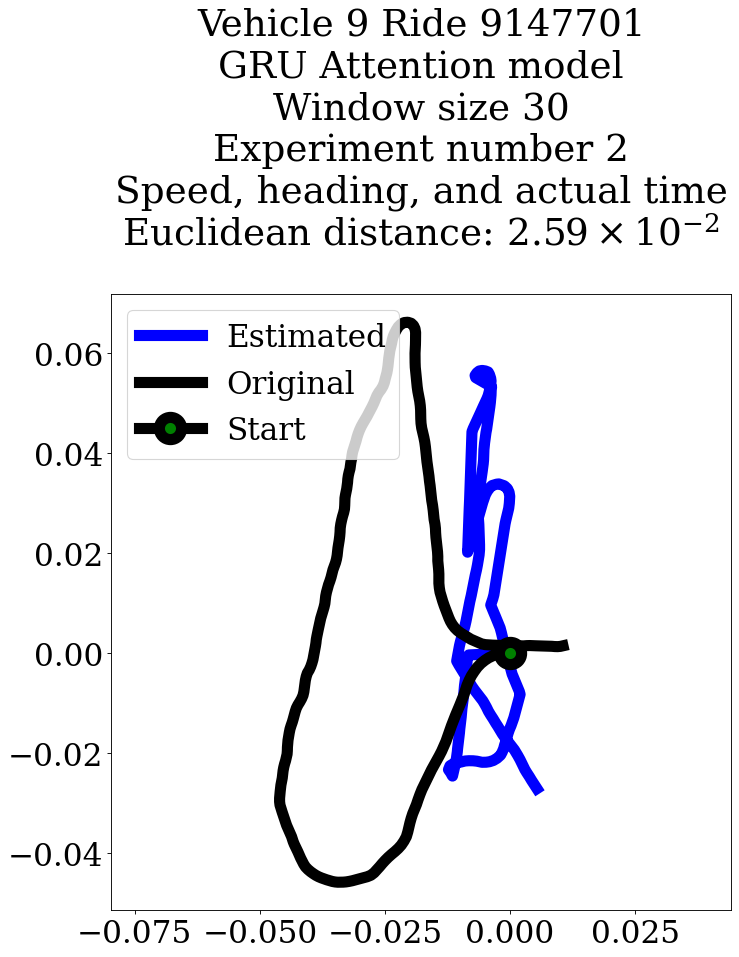 Vehicle 9 Ride 9147701
GRU Attention model
Window size 30
Experiment number 2
Speed, heading, and actual time
Euclidean distance: 2.59 × 10⁻²
Estimated
Original
Start
0.06
0.04
0.02
0.00
−0.02
−0.04
−0.075 −0.050 −0.025 0.000 0.025